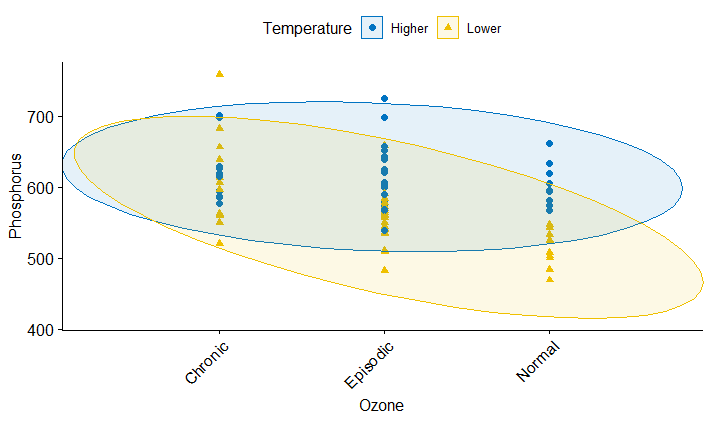 Temperature Higher Lower
Phosphorus
700
600
500
400
Chronic Episodic Normal
Ozone